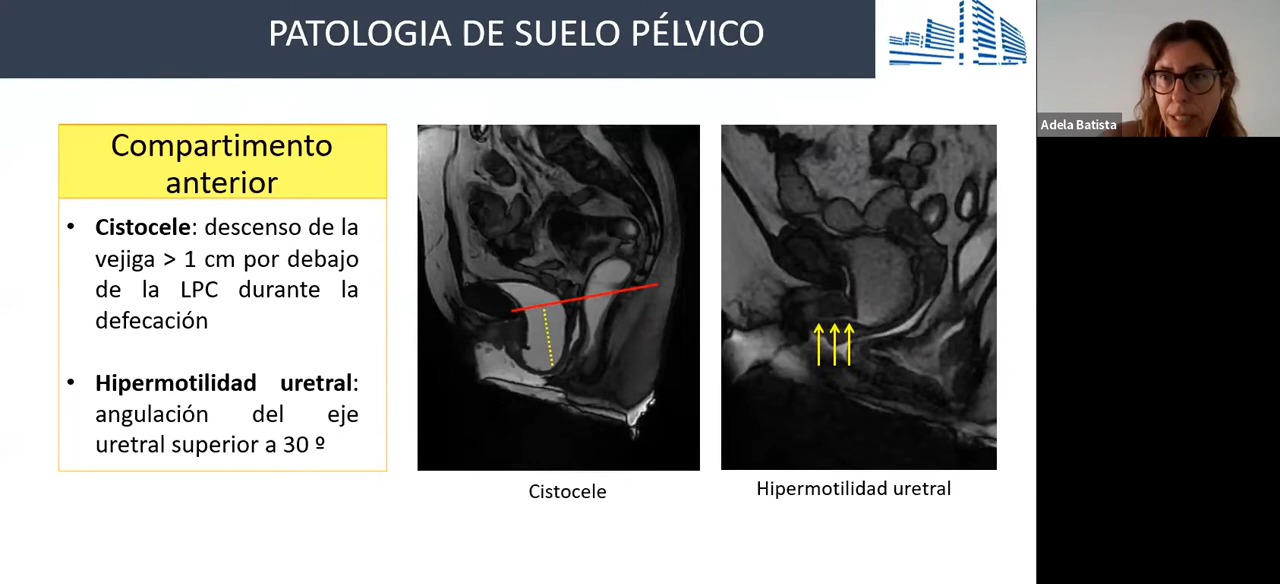 PATOLOGIA DE SUELO PÉLVICO
Adela Batista
Compartimento
anterior
• Cistocele: descenso de la
vejiga > 1 cm por debajo
de la LPC durante la
defecación
• Hipermotilidad uretral:
angulación del eje
uretral superior a 30 º
Cistocele
Hipermotilidad uretral